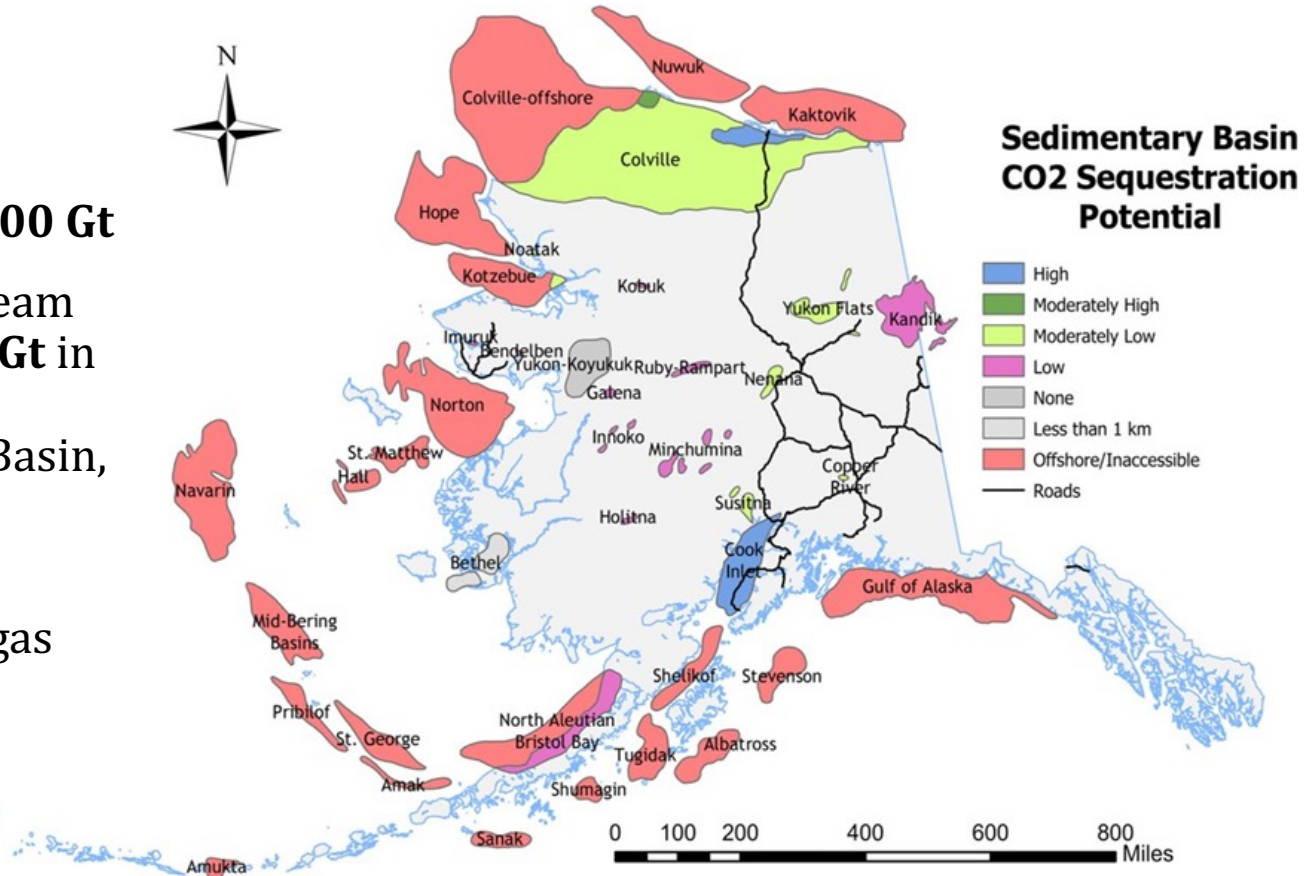 N
00 Gt
eam
Gt in
Basin,
gas
Sedimentary Basin
CO2 Sequestration
Potential
High
Moderately High
Moderately Low
Low
None
Less than 1 km
Offshore/Inaccessible
Roads
Nuwuk
Colville-offshore
Kaktovik
Colville
Hope
Noatak
Kotzebue
Kobuk
Yukon Flats
Kandik
Imuruk
Bendelben
Yukon-Koyukuk
Ruby-Rampart
Nenana
Galena
Norton
Innoko
Minchumina
St. Matthew
Hall
Navarin
Copper
River
Susitna
Holitna
Cook
Inlet
Bethel
Gulf of Alaska
Mid-Bering
Basins
Shelikof
Stevenson
Pribilof
St. George
North Aleutian
Bristol Bay
Tugidak
Albatross
Amak
Shumagin
Sanak
Amukta
0 100 200 400 600 800
Miles